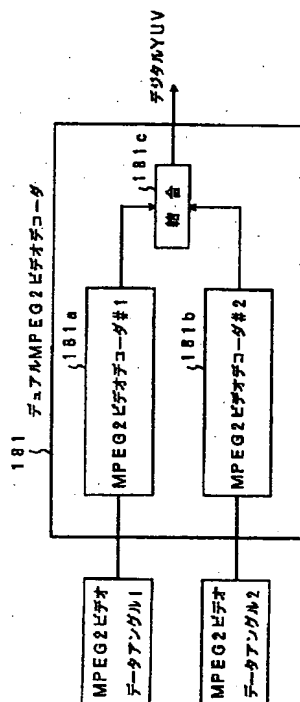 181
デュアルMPEG2ビデオデコーダ
MPEG2ビデオ
データアングル1
181a
MPEG2ビデオデコーダ#1
181c
結合
デジタルYUV
MPEG2ビデオ
データアングル2
181b
MPEG2ビデオデコーダ#2